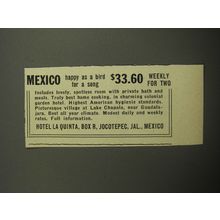 MEXICO happy as a bird for a song $33.60 WEEKLY FOR TWO
Includes lovely, spotless room with private bath and
meals. Truly best home cooking, in charming colonial
garden hotel. Highest American hygienic standards.
Picturesque village at Lake Chapala, near Guadala-
jara. Best all year climate. Modest daily and weekly
rates. Full information.
HOTEL LA QUINTA, BOX R, JOCOTEPEC, JAL., MEXICO